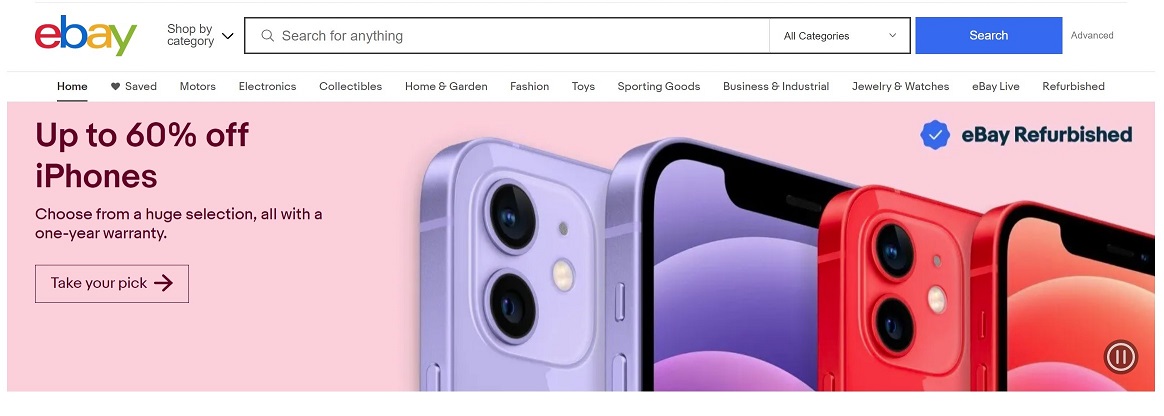 ebay
Shop by
category
Search for anything
All Categories
Search
Advanced
Home
Saved
Motors
Electronics
Collectibles
Home & Garden
Fashion
Toys
Sporting Goods
Business & Industrial
Jewelry & Watches
eBay Live
Refurbished
Up to 60% off
iPhones
Choose from a huge selection, all with a
one-year warranty.
Take your pick
eBay Refurbished